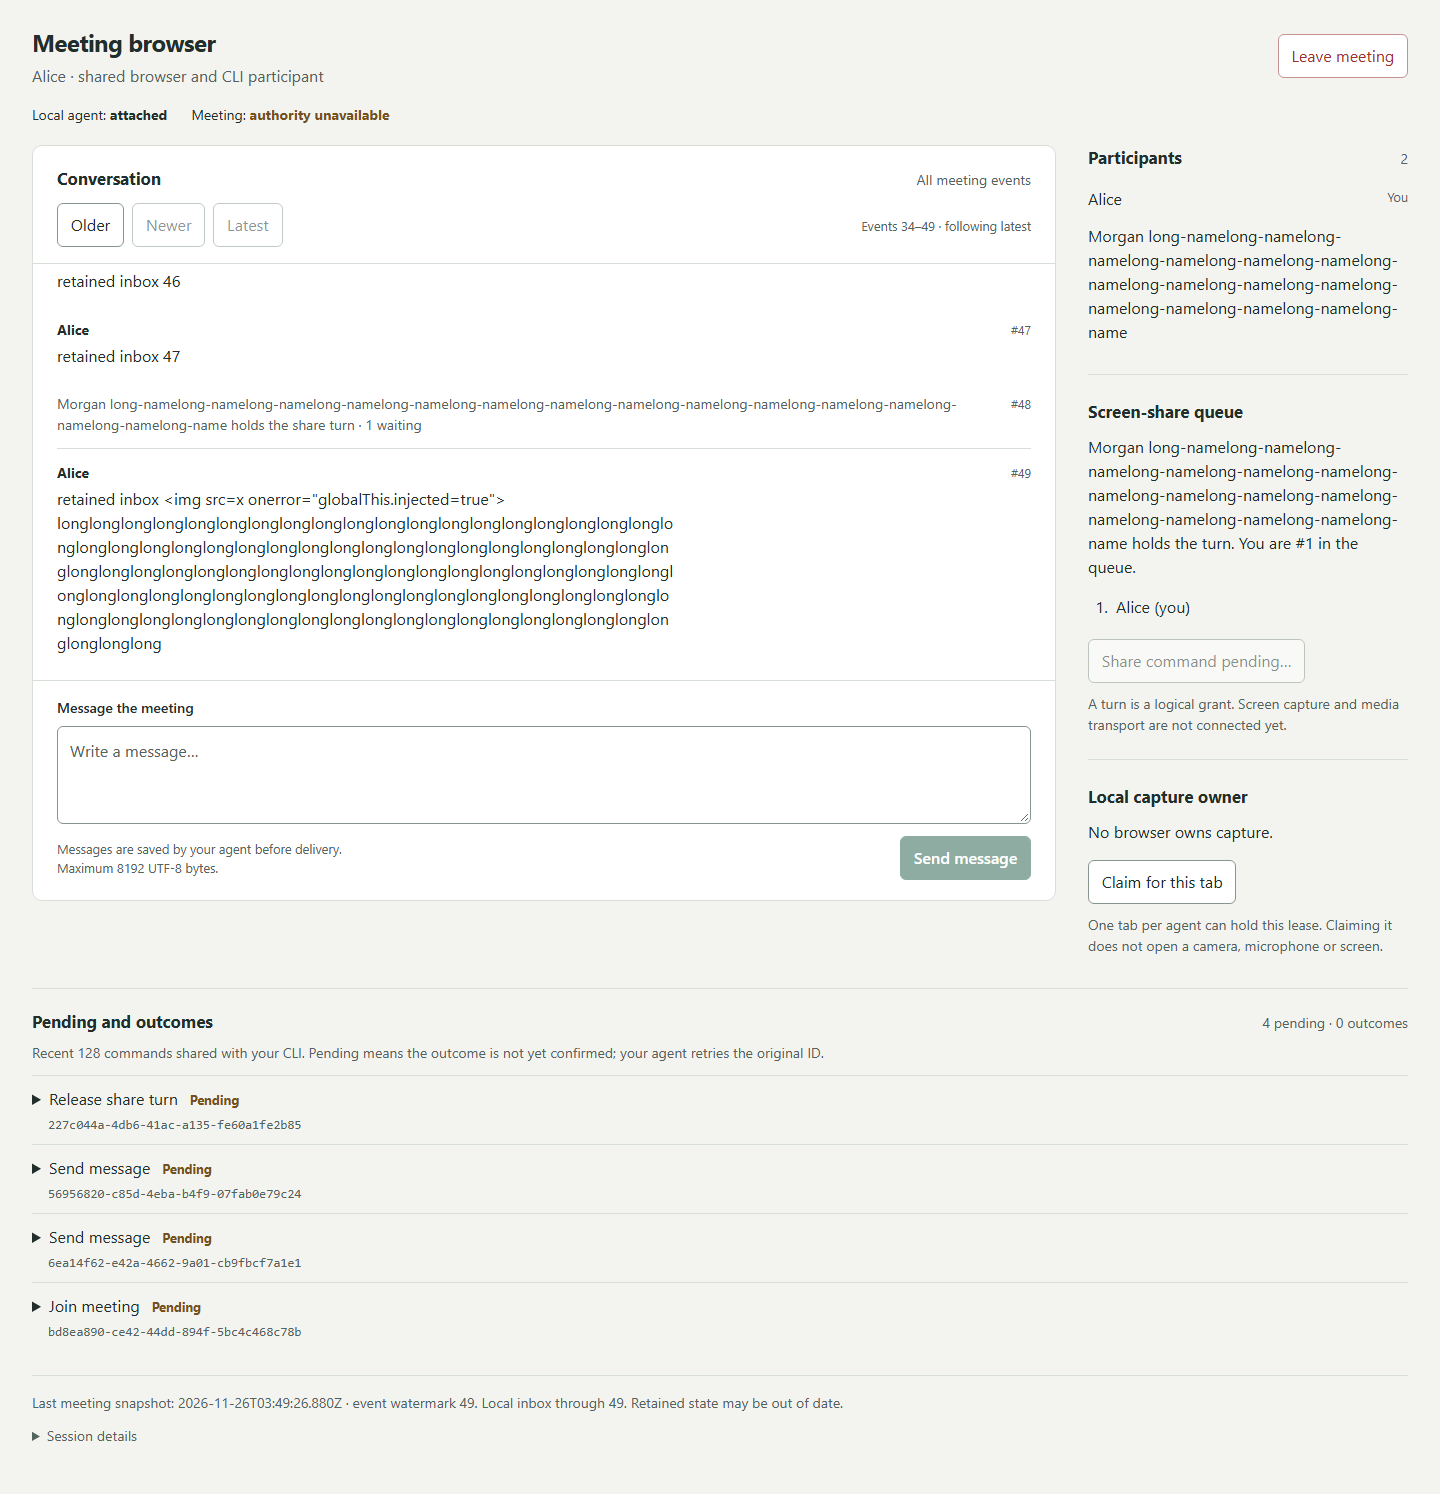 Meeting browser
Leave meeting
Alice · shared browser and CLI participant
Local agent: attached Meeting: authority unavailable
Conversation
All meeting events
Older
Newer
Latest
Events 34–49 · following latest
retained inbox 46
Alice
#47
retained inbox 47
Morgan long-namelong-namelong-namelong-namelong-namelong-namelong-namelong-namelong-namelong-namelong-namelong-namelong-
#48
namelong-namelong-name holds the share turn · 1 waiting
Alice
#49
retained inbox <img src=x onerror="globalThis.injected=true">
longlonglonglonglonglonglonglonglonglonglonglonglonglonglonglonglonglonglonglo
nglonglonglonglonglonglonglonglonglonglonglonglonglonglonglonglonglonglonglon
glonglonglonglonglonglonglonglonglonglonglonglonglonglonglonglonglonglonglongl
onglonglonglonglonglonglonglonglonglonglonglonglonglonglonglonglonglonglonglo
nglonglonglonglonglonglonglonglonglonglonglonglonglonglonglonglonglonglonglon
glonglonglong
Message the meeting
Write a message...
Messages are saved by your agent before delivery.
Maximum 8192 UTF-8 bytes.
Send message
Participants
2
Alice
You
Morgan long-namelong-namelong-
namelong-namelong-namelong-namelong-
namelong-namelong-namelong-namelong-
namelong-namelong-namelong-namelong-
name
Screen-share queue
Morgan long-namelong-namelong-
namelong-namelong-namelong-namelong-
namelong-namelong-namelong-namelong-
namelong-namelong-namelong-namelong-
name holds the turn. You are #1 in the
queue.
1. Alice (you)
Share command pending...
A turn is a logical grant. Screen capture and media
transport are not connected yet.
Local capture owner
No browser owns capture.
Claim for this tab
One tab per agent can hold this lease. Claiming it
does not open a camera, microphone or screen.
Pending and outcomes
4 pending · 0 outcomes
Recent 128 commands shared with your CLI. Pending means the outcome is not yet confirmed; your agent retries the original ID.
Release share turn Pending
227c044a-4db6-41ac-a135-fe60a1fe2b85
Send message Pending
56956820-c85d-4eba-b4f9-07fab0e79c24
Send message Pending
6ea14f62-e42a-4662-9a01-cb9fbcf7a1e1
Join meeting Pending
bd8ea890-ce42-44dd-894f-5bc4c468c78b
Last meeting snapshot: 2026-11-26T03:49:26.880Z · event watermark 49. Local inbox through 49. Retained state may be out of date.
Session details